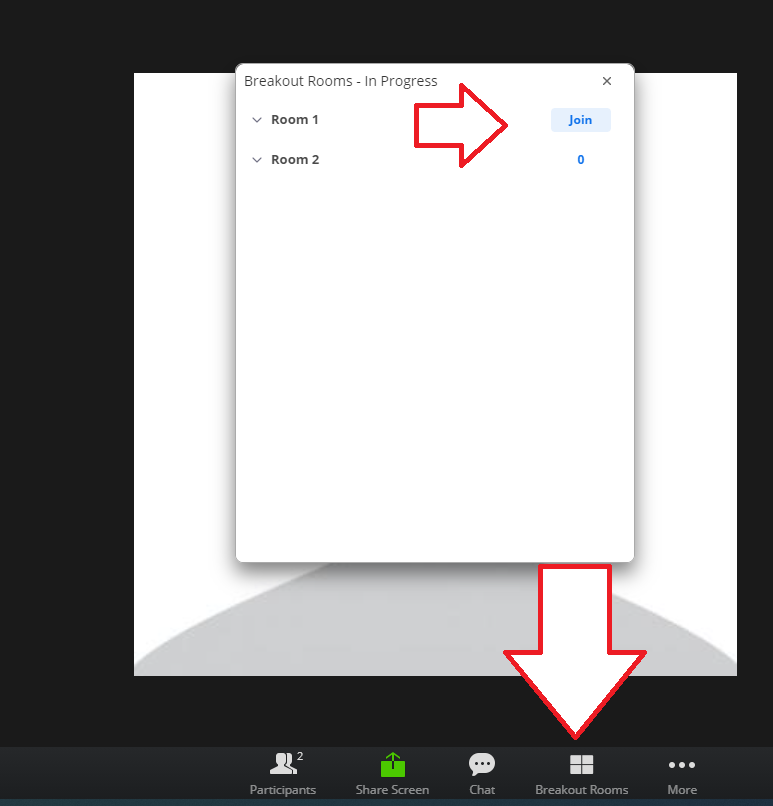 Breakout Rooms - In Progress
Room 1
Join
Room 2
0
2
Participants
Share Screen
Chat
Breakout Rooms
More